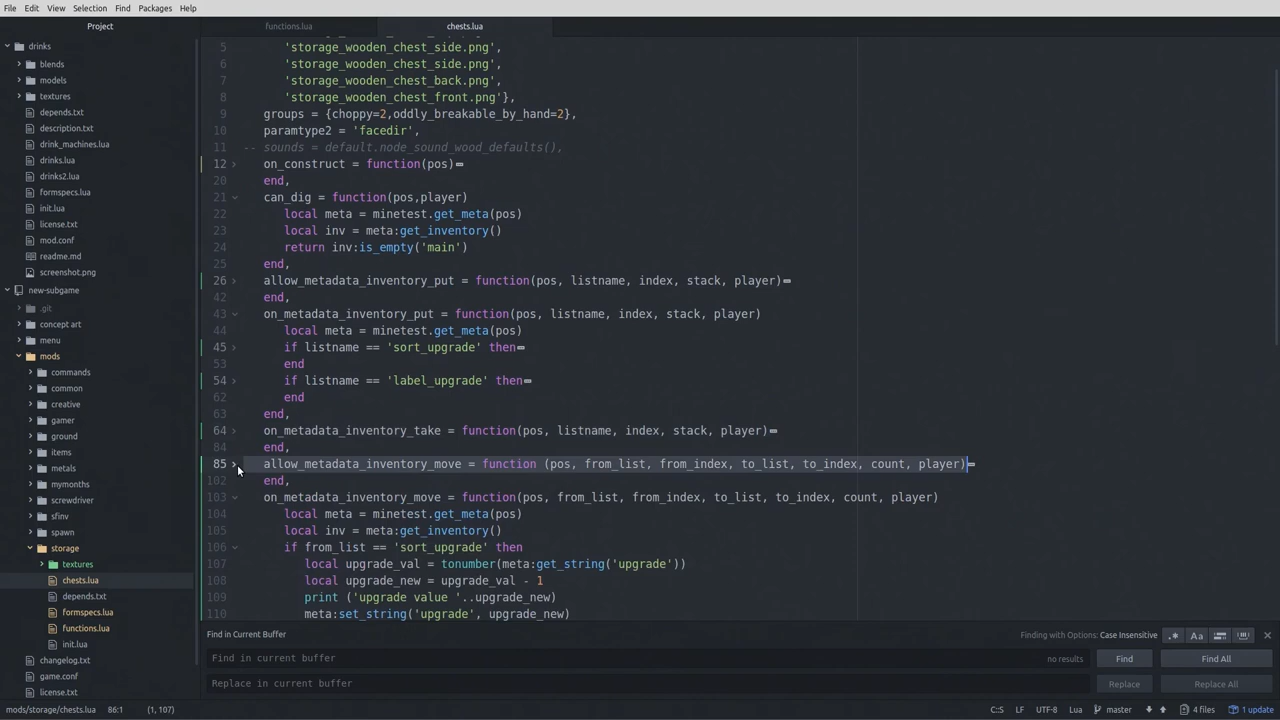 File Edit View Selection Find Packages Help
Project
functions.lua
chests.lua
drinks
blends
models
textures
depends.txt
description.txt
drink_machines.lua
drinks.lua
drinks2.lua
formspecs.lua
init.lua
license.txt
mod.conf
readme.md
screenshot.png
new-subgame
.git
concept art
menu
mods
commands
common
creative
gamer
ground
items
metals
mymonths
screwdriver
sfinv
spawn
storage
textures
chests.lua
depends.txt
formspecs.lua
functions.lua
init.lua
changelog.txt
game.conf
license.txt
5 'storage_wooden_chest_side.png',
6 'storage_wooden_chest_side.png',
7 'storage_wooden_chest_back.png',
8 'storage_wooden_chest_front.png'},
9 groups = {choppy=2,oddly_breakable_by_hand=2},
10 paramtype2 = 'facedir',
11 -- sounds = default.node_sound_wood_defaults(),
12 on_construct = function(pos)
20 end,
21 can_dig = function(pos,player)
22 local meta = minetest.get_meta(pos)
23 local inv = meta:get_inventory()
24 return inv:is_empty('main')
25 end,
26 allow_metadata_inventory_put = function(pos, listname, index, stack, player)
42 end,
43 on_metadata_inventory_put = function(pos, listname, index, stack, player)
44 local meta = minetest.get_meta(pos)
45 if listname == 'sort_upgrade' then
53 end
54 if listname == 'label_upgrade' then
62 end
63 end,
64 on_metadata_inventory_take = function(pos, listname, index, stack, player)
84 end,
85 allow_metadata_inventory_move = function (pos, from_list, from_index, to_list, to_index, count, player)
102 end,
103 on_metadata_inventory_move = function(pos, from_list, from_index, to_list, to_index, count, player)
104 local meta = minetest.get_meta(pos)
105 local inv = meta:get_inventory()
106 if from_list == 'sort_upgrade' then
107 local upgrade_val = tonumber(meta:get_string('upgrade'))
108 local upgrade_new = upgrade_val - 1
109 print ('upgrade value '..upgrade_new)
110 meta:set_string('upgrade', upgrade_new)
Find in Current Buffer
Finding with Options: Case Insensitive
.* Aa
Find in current buffer
no results
Find
Find All
Replace in current buffer
Replace
Replace All
mods/storage/chests.lua 86:1 (1, 107)
C:S LF UTF-8 Lua master 4 files 1 update